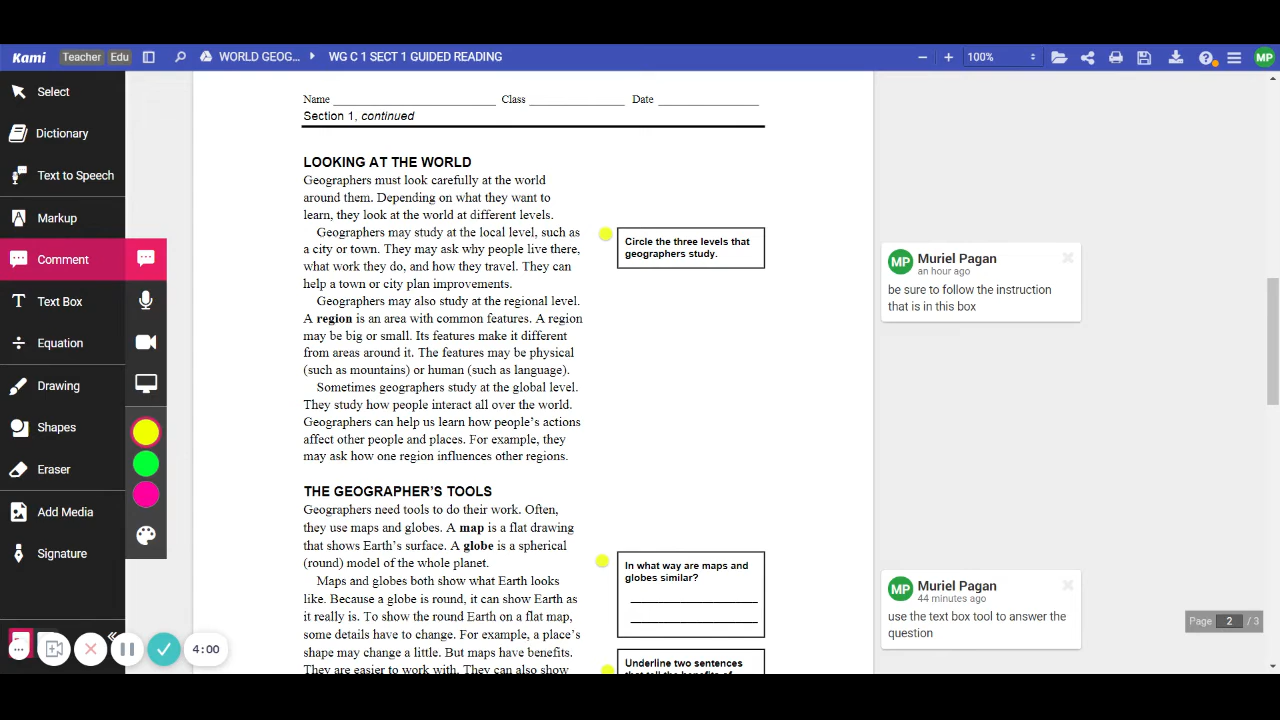 Kami Teacher Edu WORLD GEOG... WG C 1 SECT 1 GUIDED READING 100% MP
Select
Dictionary
Text to Speech
Markup
Comment
Text Box
Equation
Drawing
Shapes
Eraser
Add Media
Signature
4:00
Name Class Date
Section 1, continued
LOOKING AT THE WORLD
Geographers must look carefully at the world
around them. Depending on what they want to
learn, they look at the world at different levels.
Geographers may study at the local level, such as
a city or town. They may ask why people live there,
what work they do, and how they travel. They can
help a town or city plan improvements.
Geographers may also study at the regional level.
A region is an area with common features. A region
may be big or small. Its features make it different
from areas around it. The features may be physical
(such as mountains) or human (such as language).
Sometimes geographers study at the global level.
They study how people interact all over the world.
Geographers can help us learn how people's actions
affect other people and places. For example, they
may ask how one region influences other regions.
THE GEOGRAPHER'S TOOLS
Geographers need tools to do their work. Often,
they use maps and globes. A map is a flat drawing
that shows Earth's surface. A globe is a spherical
(round) model of the whole planet.
Maps and globes both show what Earth looks
like. Because a globe is round, it can show Earth as
it really is. To show the round Earth on a flat map,
some details have to change. For example, a place's
shape may change a little. But maps have benefits.
They are easier to work with. They can also show
Circle the three levels that
geographers study.
In what way are maps and
globes similar?
Underline two sentences
that tell the benefits of
MP Muriel Pagan
an hour ago
be sure to follow the instruction
that is in this box
MP Muriel Pagan
44 minutes ago
use the text box tool to answer the
question
Page 2 / 3